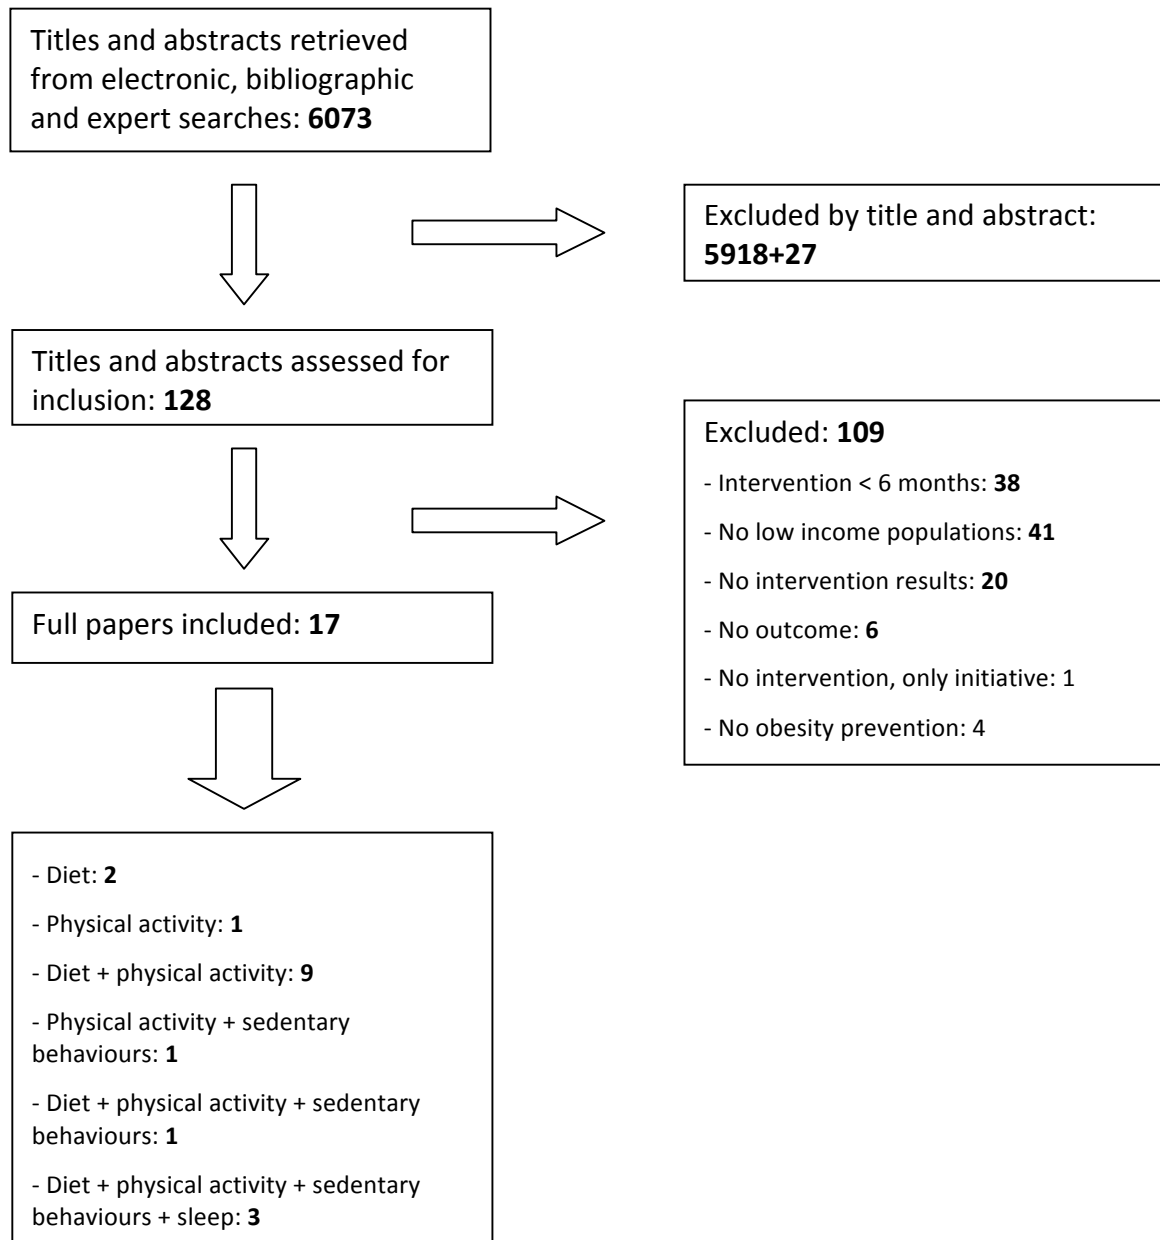 Titles and abstracts retrieved
from electronic, bibliographic
and expert searches: 6073
Excluded by title and abstract:
5918+27
Titles and abstracts assessed for
inclusion: 128
Excluded: 109
- Intervention < 6 months: 38
- No low income populations: 41
- No intervention results: 20
- No outcome: 6
- No intervention, only initiative: 1
- No obesity prevention: 4
Full papers included: 17
- Diet: 2
- Physical activity: 1
- Diet + physical activity: 9
- Physical activity + sedentary
behaviours: 1
- Diet + physical activity + sedentary
behaviours: 1
- Diet + physical activity + sedentary
behaviours + sleep: 3